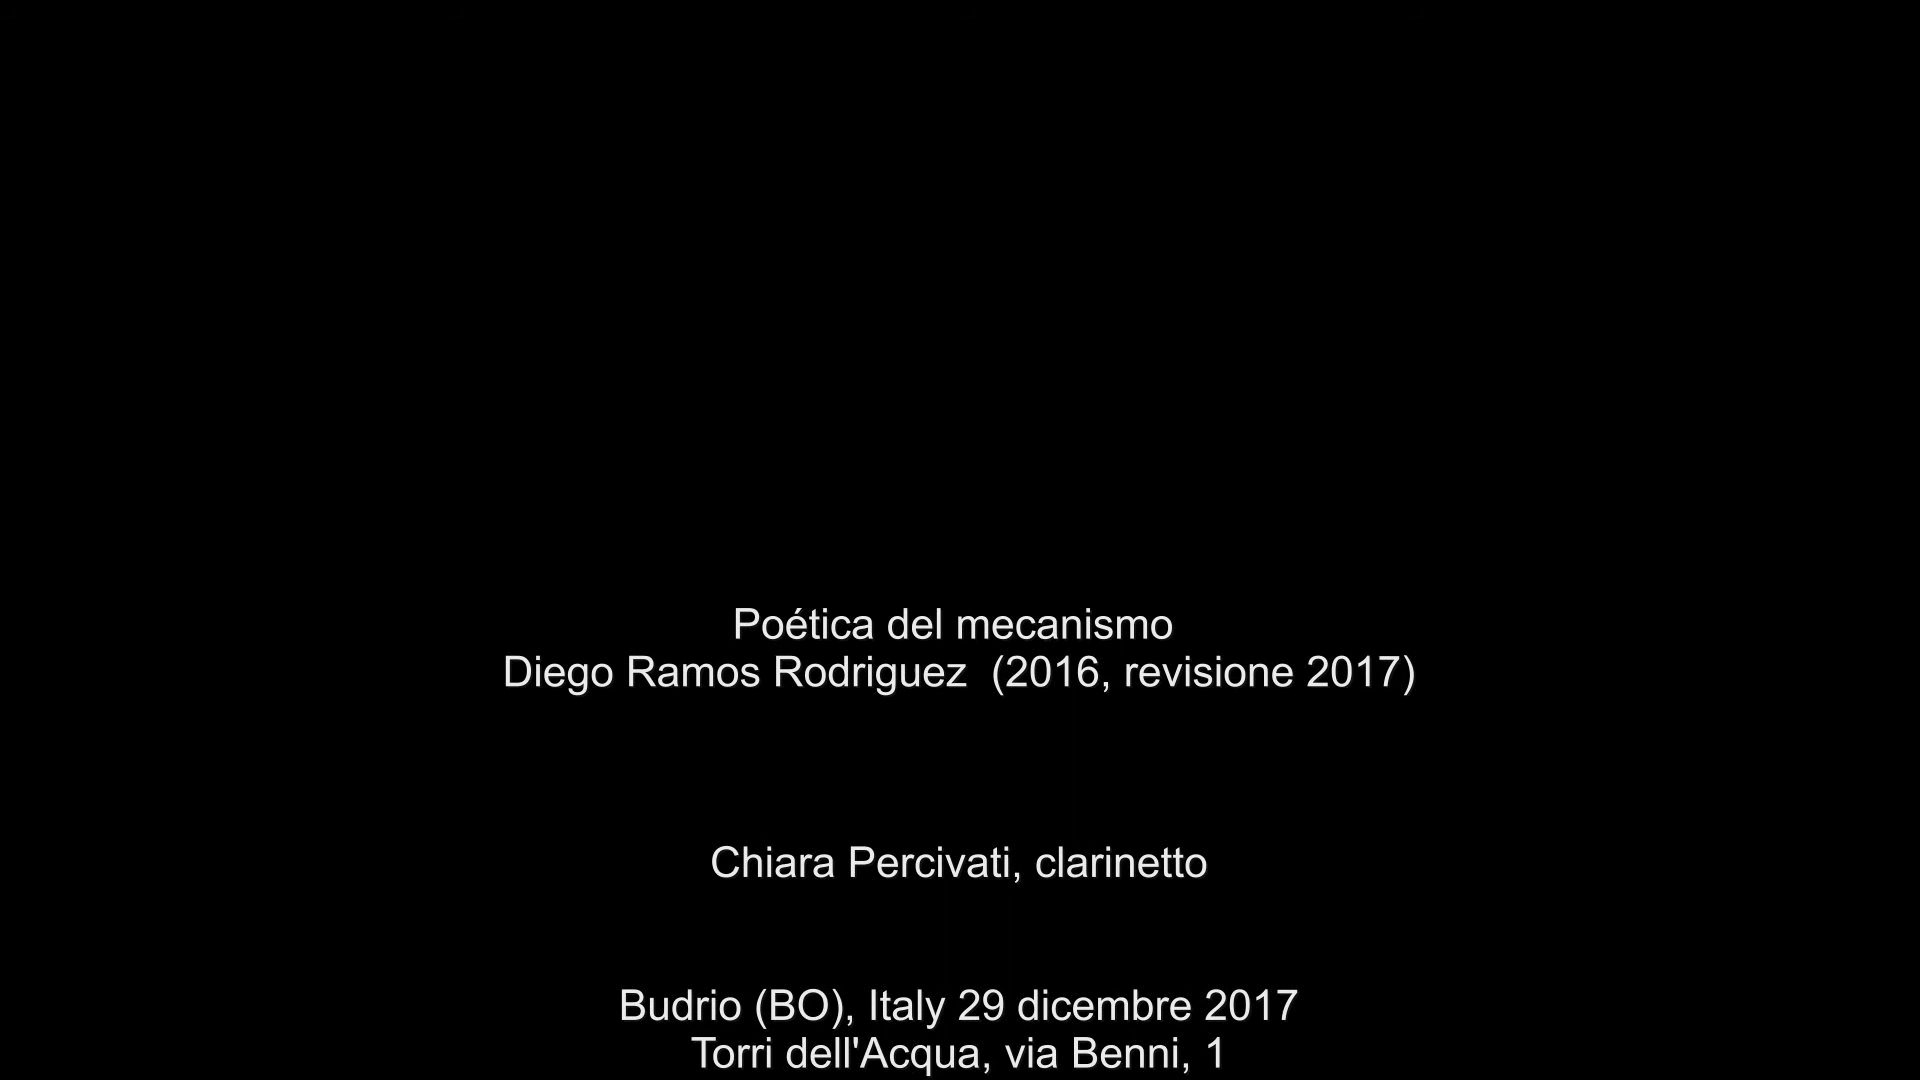 Poética del mecanismo
Diego Ramos Rodriguez  (2016, revisione 2017)
Chiara Percivati, clarinetto
Budrio (BO), Italy 29 dicembre 2017
Torri dell'Acqua, via Benni, 1